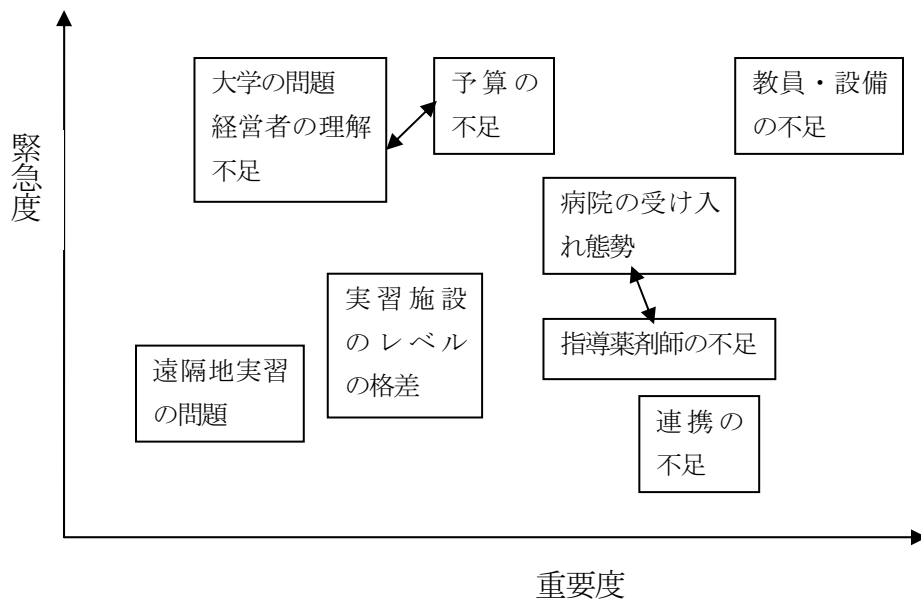 緊急度
大学の問題
経営者の理解
不足
予算の
不足
教員・設備
の不足
病院の受け入
れ態勢
実習施設
のレベル
の格差
指導薬剤師の不足
遠隔地実習
の問題
連携の
不足
重要度